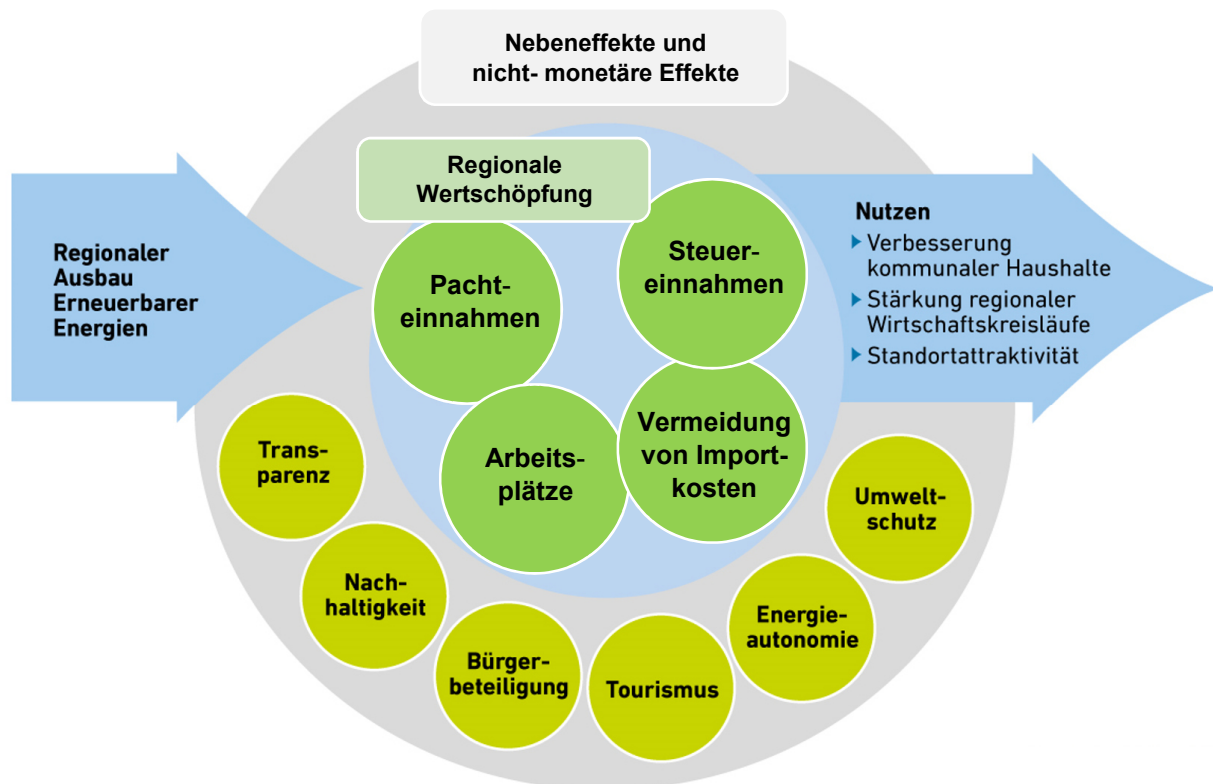 Nebeneffekte und
nicht- monetäre Effekte
Regionale
Wertschöpfung
Regionaler
Ausbau
Erneuerbarer
Energien
Pacht-
einnahmen
Steuer-
einnahmen
Arbeits-
plätze
Vermeidung
von Import-
kosten
Nutzen
Verbesserung
kommunaler Haushalte
Stärkung regionaler
Wirtschaftskreisläufe
Standortattraktivität
Trans-
parenz
Nach-
haltigkeit
Bürger-
beteiligung
Tourismus
Energie-
autonomie
Umwelt-
schutz